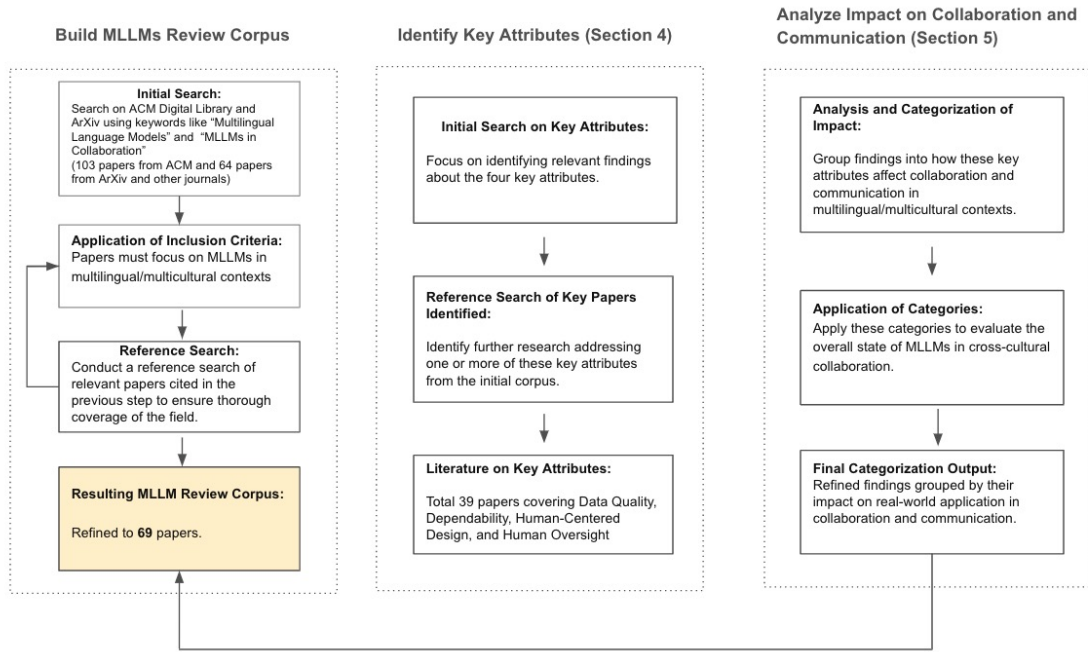 Build MLLMs Review Corpus
Initial Search:
Search on ACM Digital Library and
ArXiv using keywords like “Multilingual
Language Models” and “MLLMs in
Collaboration”
(103 papers from ACM and 64 papers
from ArXiv and other journals)
Application of Inclusion Criteria:
Papers must focus on MLLMs in
multilingual/multicultural contexts
Reference Search:
Conduct a reference search of
relevant papers cited in the
previous step to ensure thorough
coverage of the field.
Resulting MLLM Review Corpus:
Refined to 69 papers.
Identify Key Attributes (Section 4)
Initial Search on Key Attributes:
Focus on identifying relevant findings
about the four key attributes.
Reference Search of Key Papers
Identified:
Identify further research addressing
one or more of these key attributes
from the initial corpus.
Literature on Key Attributes:
Total 39 papers covering Data Quality,
Dependability, Human-Centered
Design, and Human Oversight
Analyze Impact on Collaboration and
Communication (Section 5)
Analysis and Categorization of
Impact:
Group findings into how these key
attributes affect collaboration and
communication in
multilingual/multicultural contexts.
Application of Categories:
Apply these categories to evaluate the
overall state of MLLMs in cross-cultural
collaboration.
Final Categorization Output:
Refined findings grouped by their
impact on real-world application in
collaboration and communication.